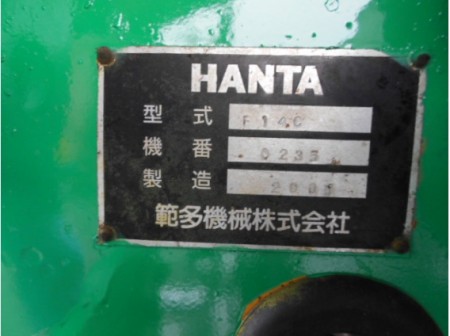 HANTA
型式 F14C
機番 0235
製造
範多機械株式会社